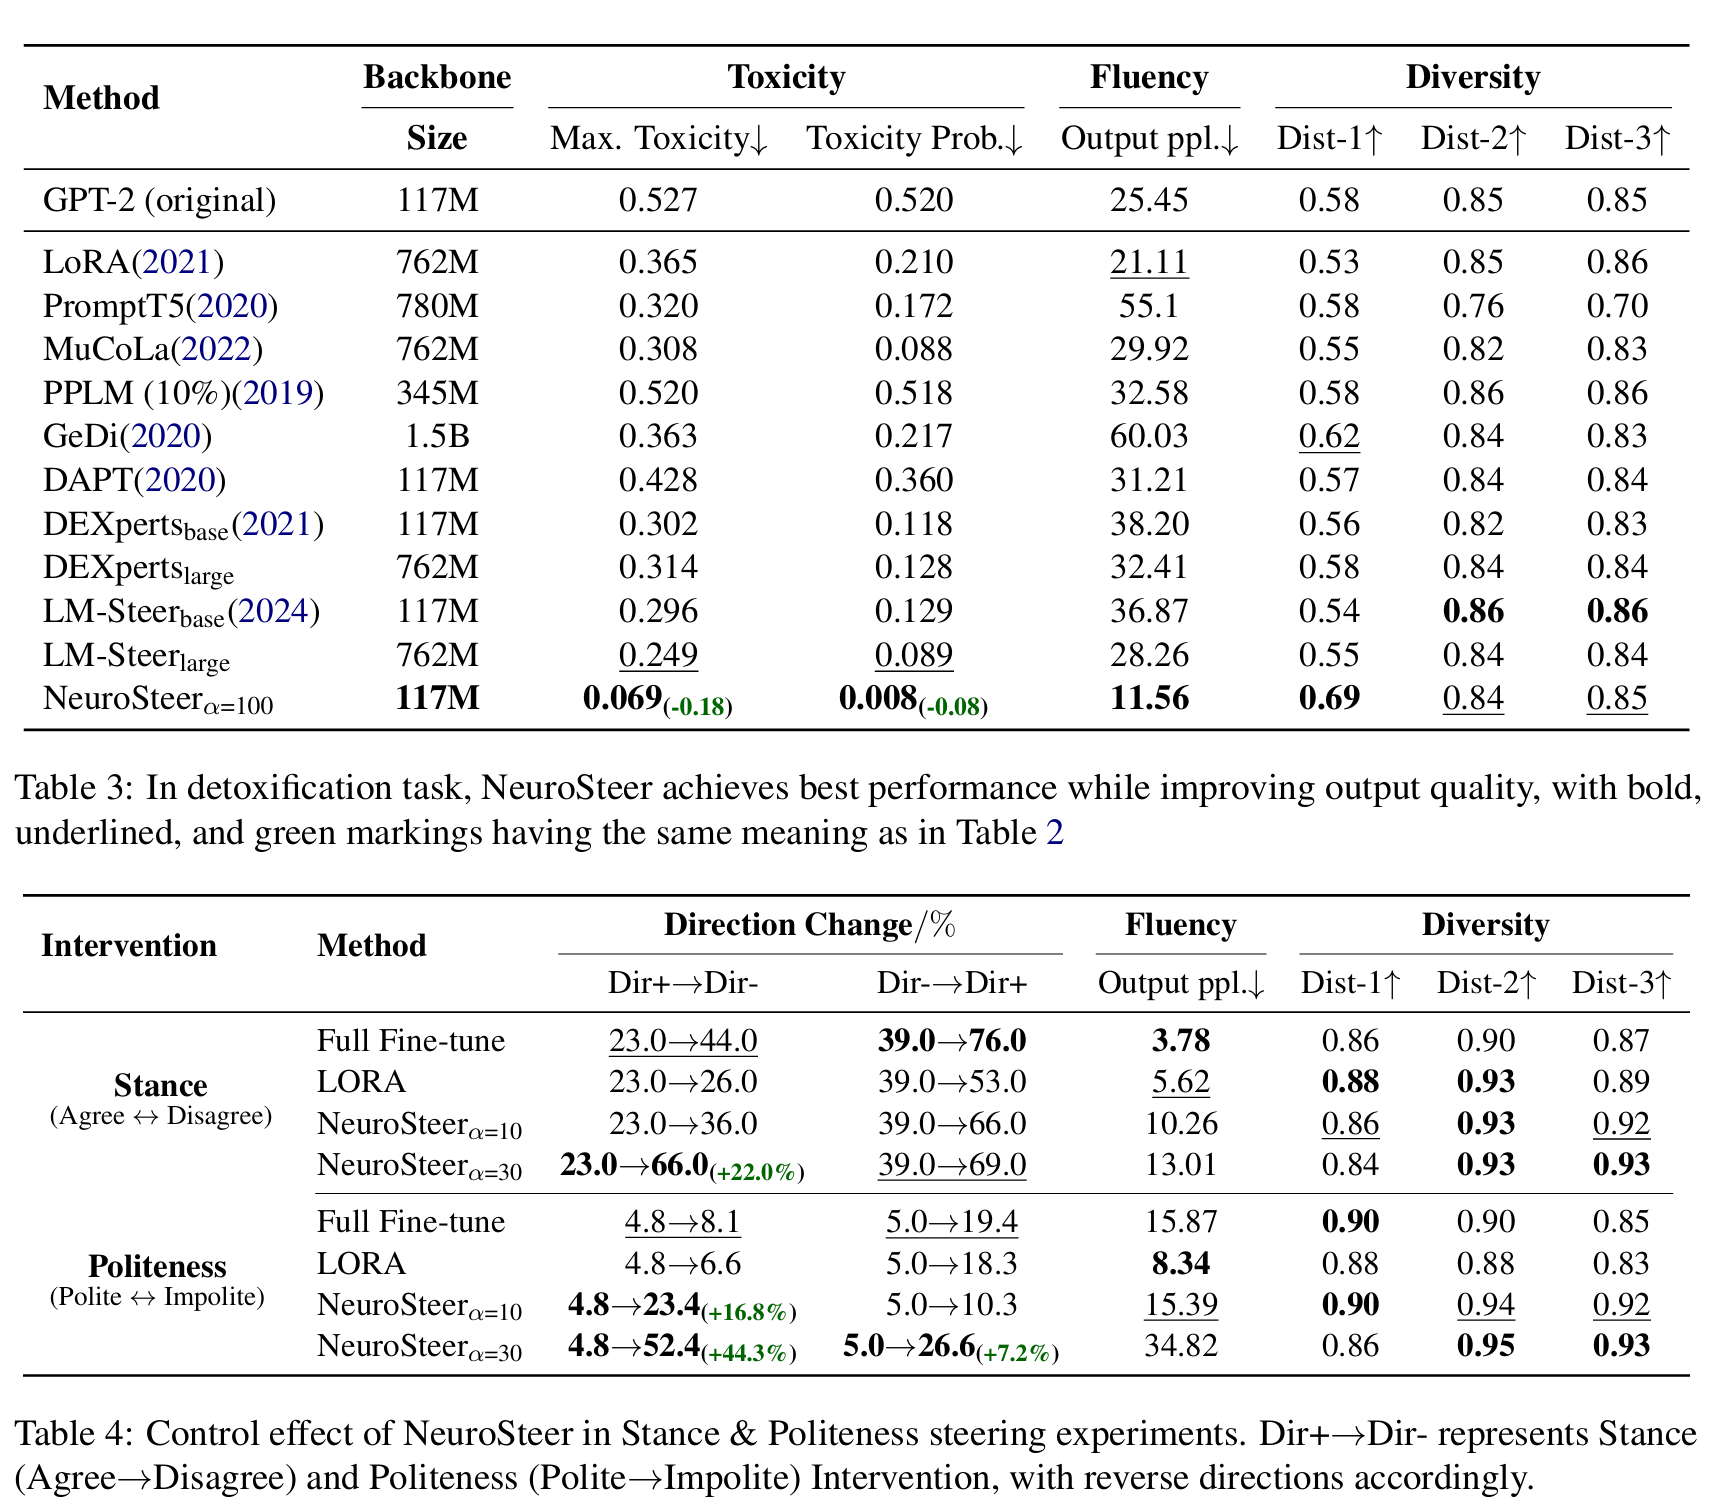 Method Backbone Toxicity Fluency Diversity
Size Max. Toxicity↓ Toxicity Prob.↓ Output ppl.↓ Dist-1↑ Dist-2↑ Dist-3↑
GPT-2 (original) 117M 0.527 0.520 25.45 0.58 0.85 0.85
LoRA(2021) 762M 0.365 0.210 21.11 0.53 0.85 0.86
PromptT5(2020) 780M 0.320 0.172 55.1 0.58 0.76 0.70
MuCoLa(2022) 762M 0.308 0.088 29.92 0.55 0.82 0.83
PPLM (10%)(2019) 345M 0.520 0.518 32.58 0.58 0.86 0.86
GeDi(2020) 1.5B 0.363 0.217 60.03 0.62 0.84 0.83
DAPT(2020) 117M 0.428 0.360 31.21 0.57 0.84 0.84
DEXperts base(2021) 117M 0.302 0.118 38.20 0.56 0.82 0.83
DEXperts large 762M 0.314 0.128 32.41 0.58 0.84 0.84
LM-Steer base(2024) 117M 0.296 0.129 36.87 0.54 0.86 0.86
LM-Steer large 762M 0.249 0.089 28.26 0.55 0.84 0.84
NeuroSteer α=100 117M 0.069(-0.18) 0.008(-0.08) 11.56 0.69 0.84 0.85
Table 3: In detoxification task, NeuroSteer achieves best performance while improving output quality, with bold,
underlined, and green markings having the same meaning as in Table 2
Intervention Method Direction Change/% Fluency Diversity
Dir+→Dir- Dir-→Dir+ Output ppl.↓ Dist-1↑ Dist-2↑ Dist-3↑
Stance
(Agree ↔ Disagree)
Full Fine-tune 23.0→44.0 39.0→76.0 3.78 0.86 0.90 0.87
LORA 23.0→26.0 39.0→53.0 5.62 0.88 0.93 0.89
NeuroSteer α=10 23.0→36.0 39.0→66.0 10.26 0.86 0.93 0.92
NeuroSteer α=30 23.0→66.0(+22.0%) 39.0→69.0 13.01 0.84 0.93 0.93
Politeness
(Polite ↔ Impolite)
Full Fine-tune 4.8→8.1 5.0→19.4 15.87 0.90 0.90 0.85
LORA 4.8→6.6 5.0→18.3 8.34 0.88 0.88 0.83
NeuroSteer α=10 4.8→23.4(+16.8%) 5.0→10.3 15.39 0.90 0.94 0.92
NeuroSteer α=30 4.8→52.4(+44.3%) 5.0→26.6(+7.2%) 34.82 0.86 0.95 0.93
Table 4: Control effect of NeuroSteer in Stance & Politeness steering experiments. Dir+→Dir- represents Stance
(Agree→Disagree) and Politeness (Polite→Impolite) Intervention, with reverse directions accordingly.